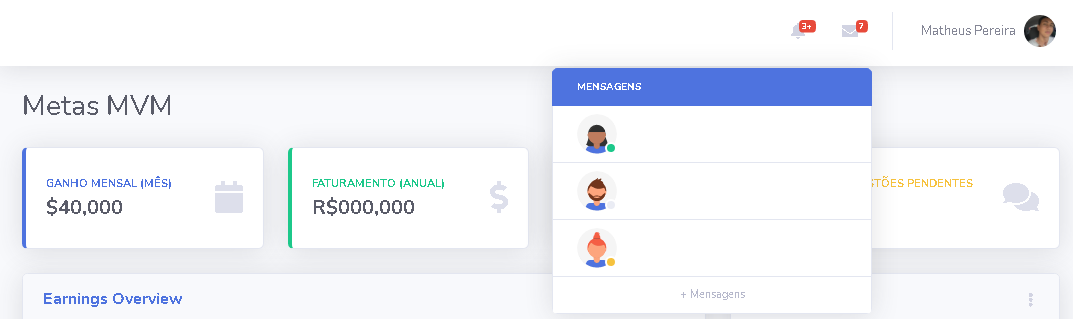 3+
7
Matheus Pereira
MENSAGENS
Metas MVM
GANHO MENSAL (MÊS)
$40,000
FATURAMENTO (ANUAL)
R$000,000
STÕES PENDENTES
+ Mensagens
Earnings Overview